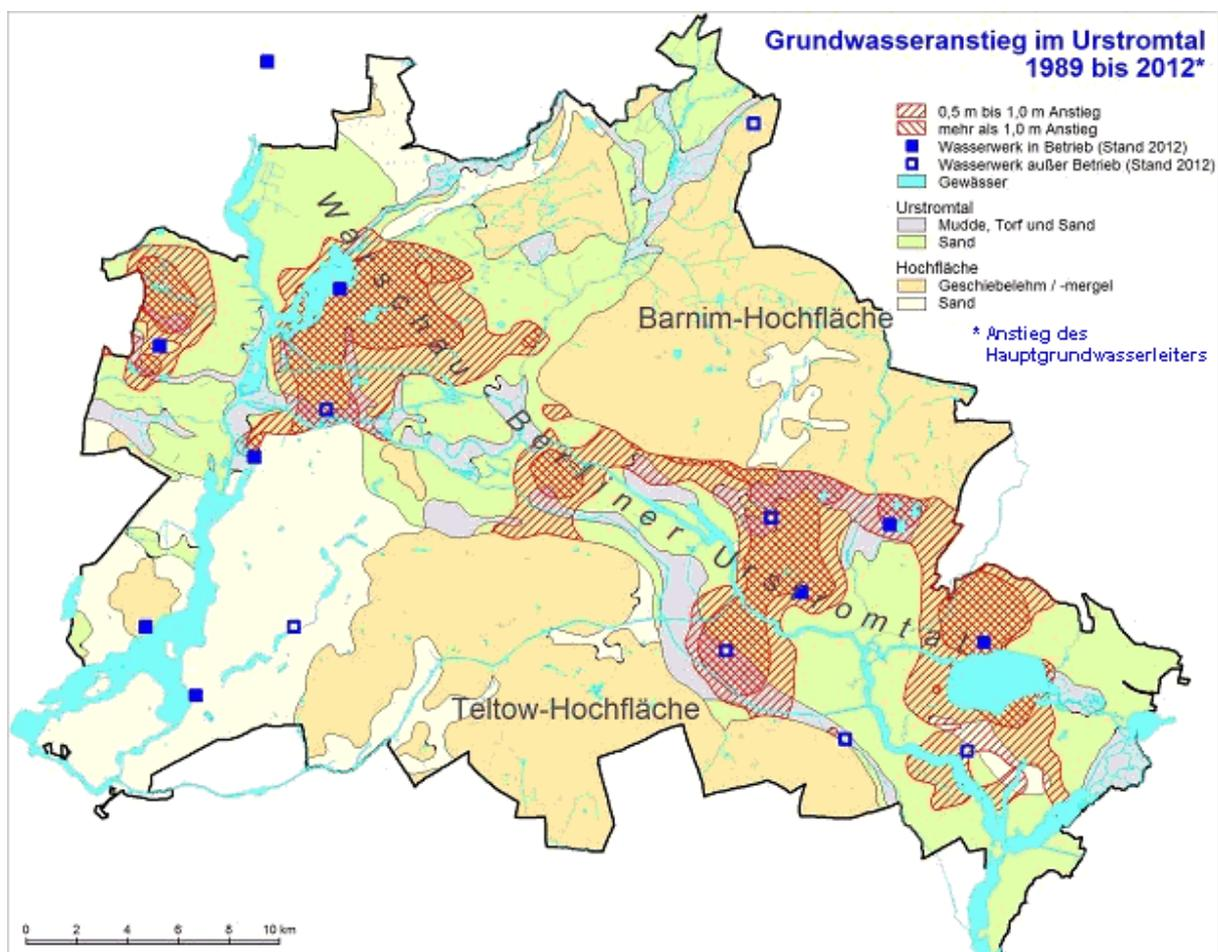 Grundwasseranstieg im Urstromtal
1989 bis 2012*
0,5 m bis 1,0 m Anstieg
mehr als 1,0 m Anstieg
Wasserwerk in Betrieb (Stand 2012)
Wasserwerk außer Betrieb (Stand 2012)
Gewässer
Urstromtal
Mudde, Torf und Sand
Sand
Hochfläche
Geschiebelehm / -mergel
Sand
* Anstieg des
Hauptgrundwasserleiters
Barnim-Hochfläche
Warschau Berliner Urstromtal
Teltow-Hochfläche
0 2 4 6 8 10 km